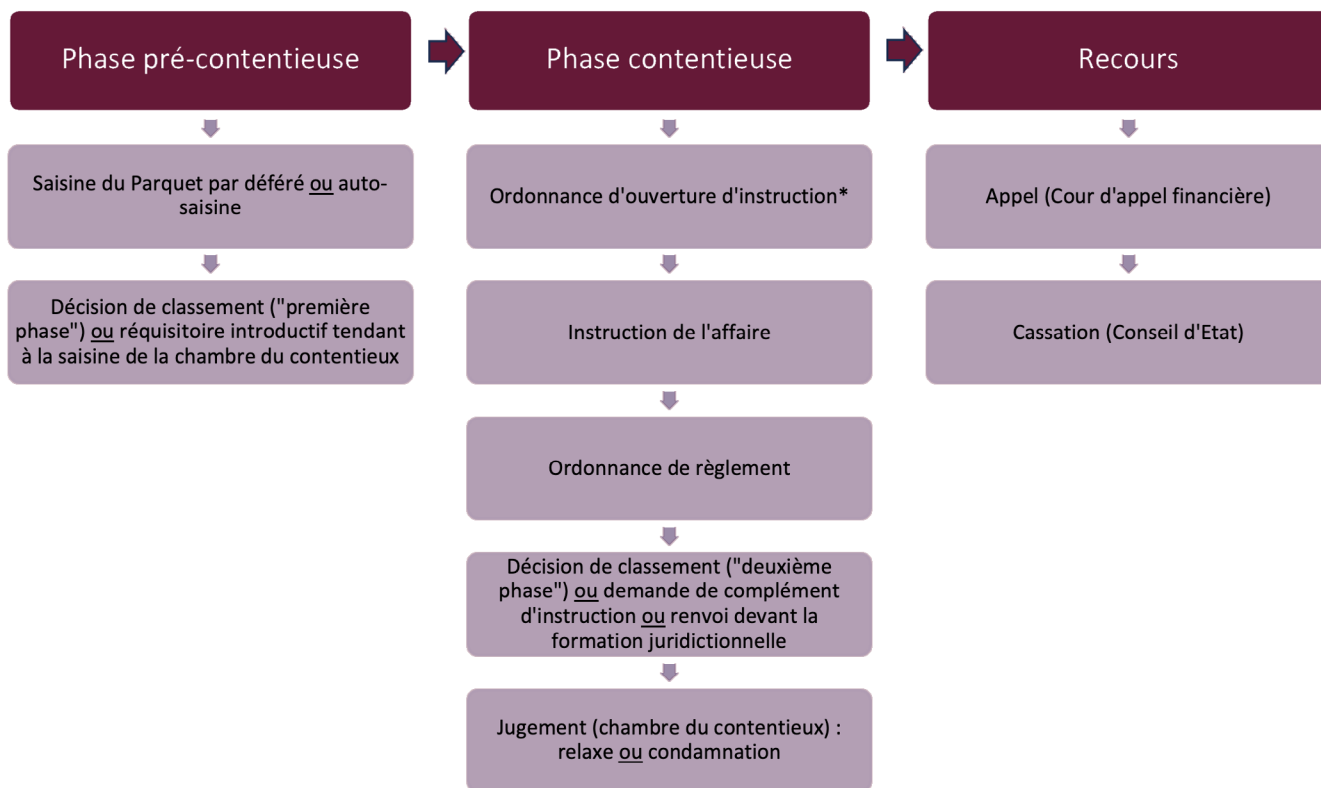 Phase pré-contentieuse
Saisine du Parquet par déféré ou auto-
saisine
Décision de classement ("première
phase") ou réquisitoire introductif tendant
à la saisine de la chambre du contentieux
Phase contentieuse
Ordonnance d'ouverture d'instruction*
Instruction de l'affaire
Ordonnance de règlement
Décision de classement ("deuxième
phase") ou demande de complément
d'instruction ou renvoi devant la
formation juridictionnelle
Jugement (chambre du contentieux) :
relaxe ou condamnation
Recours
Appel (Cour d'appel financière)
Cassation (Conseil d'Etat)